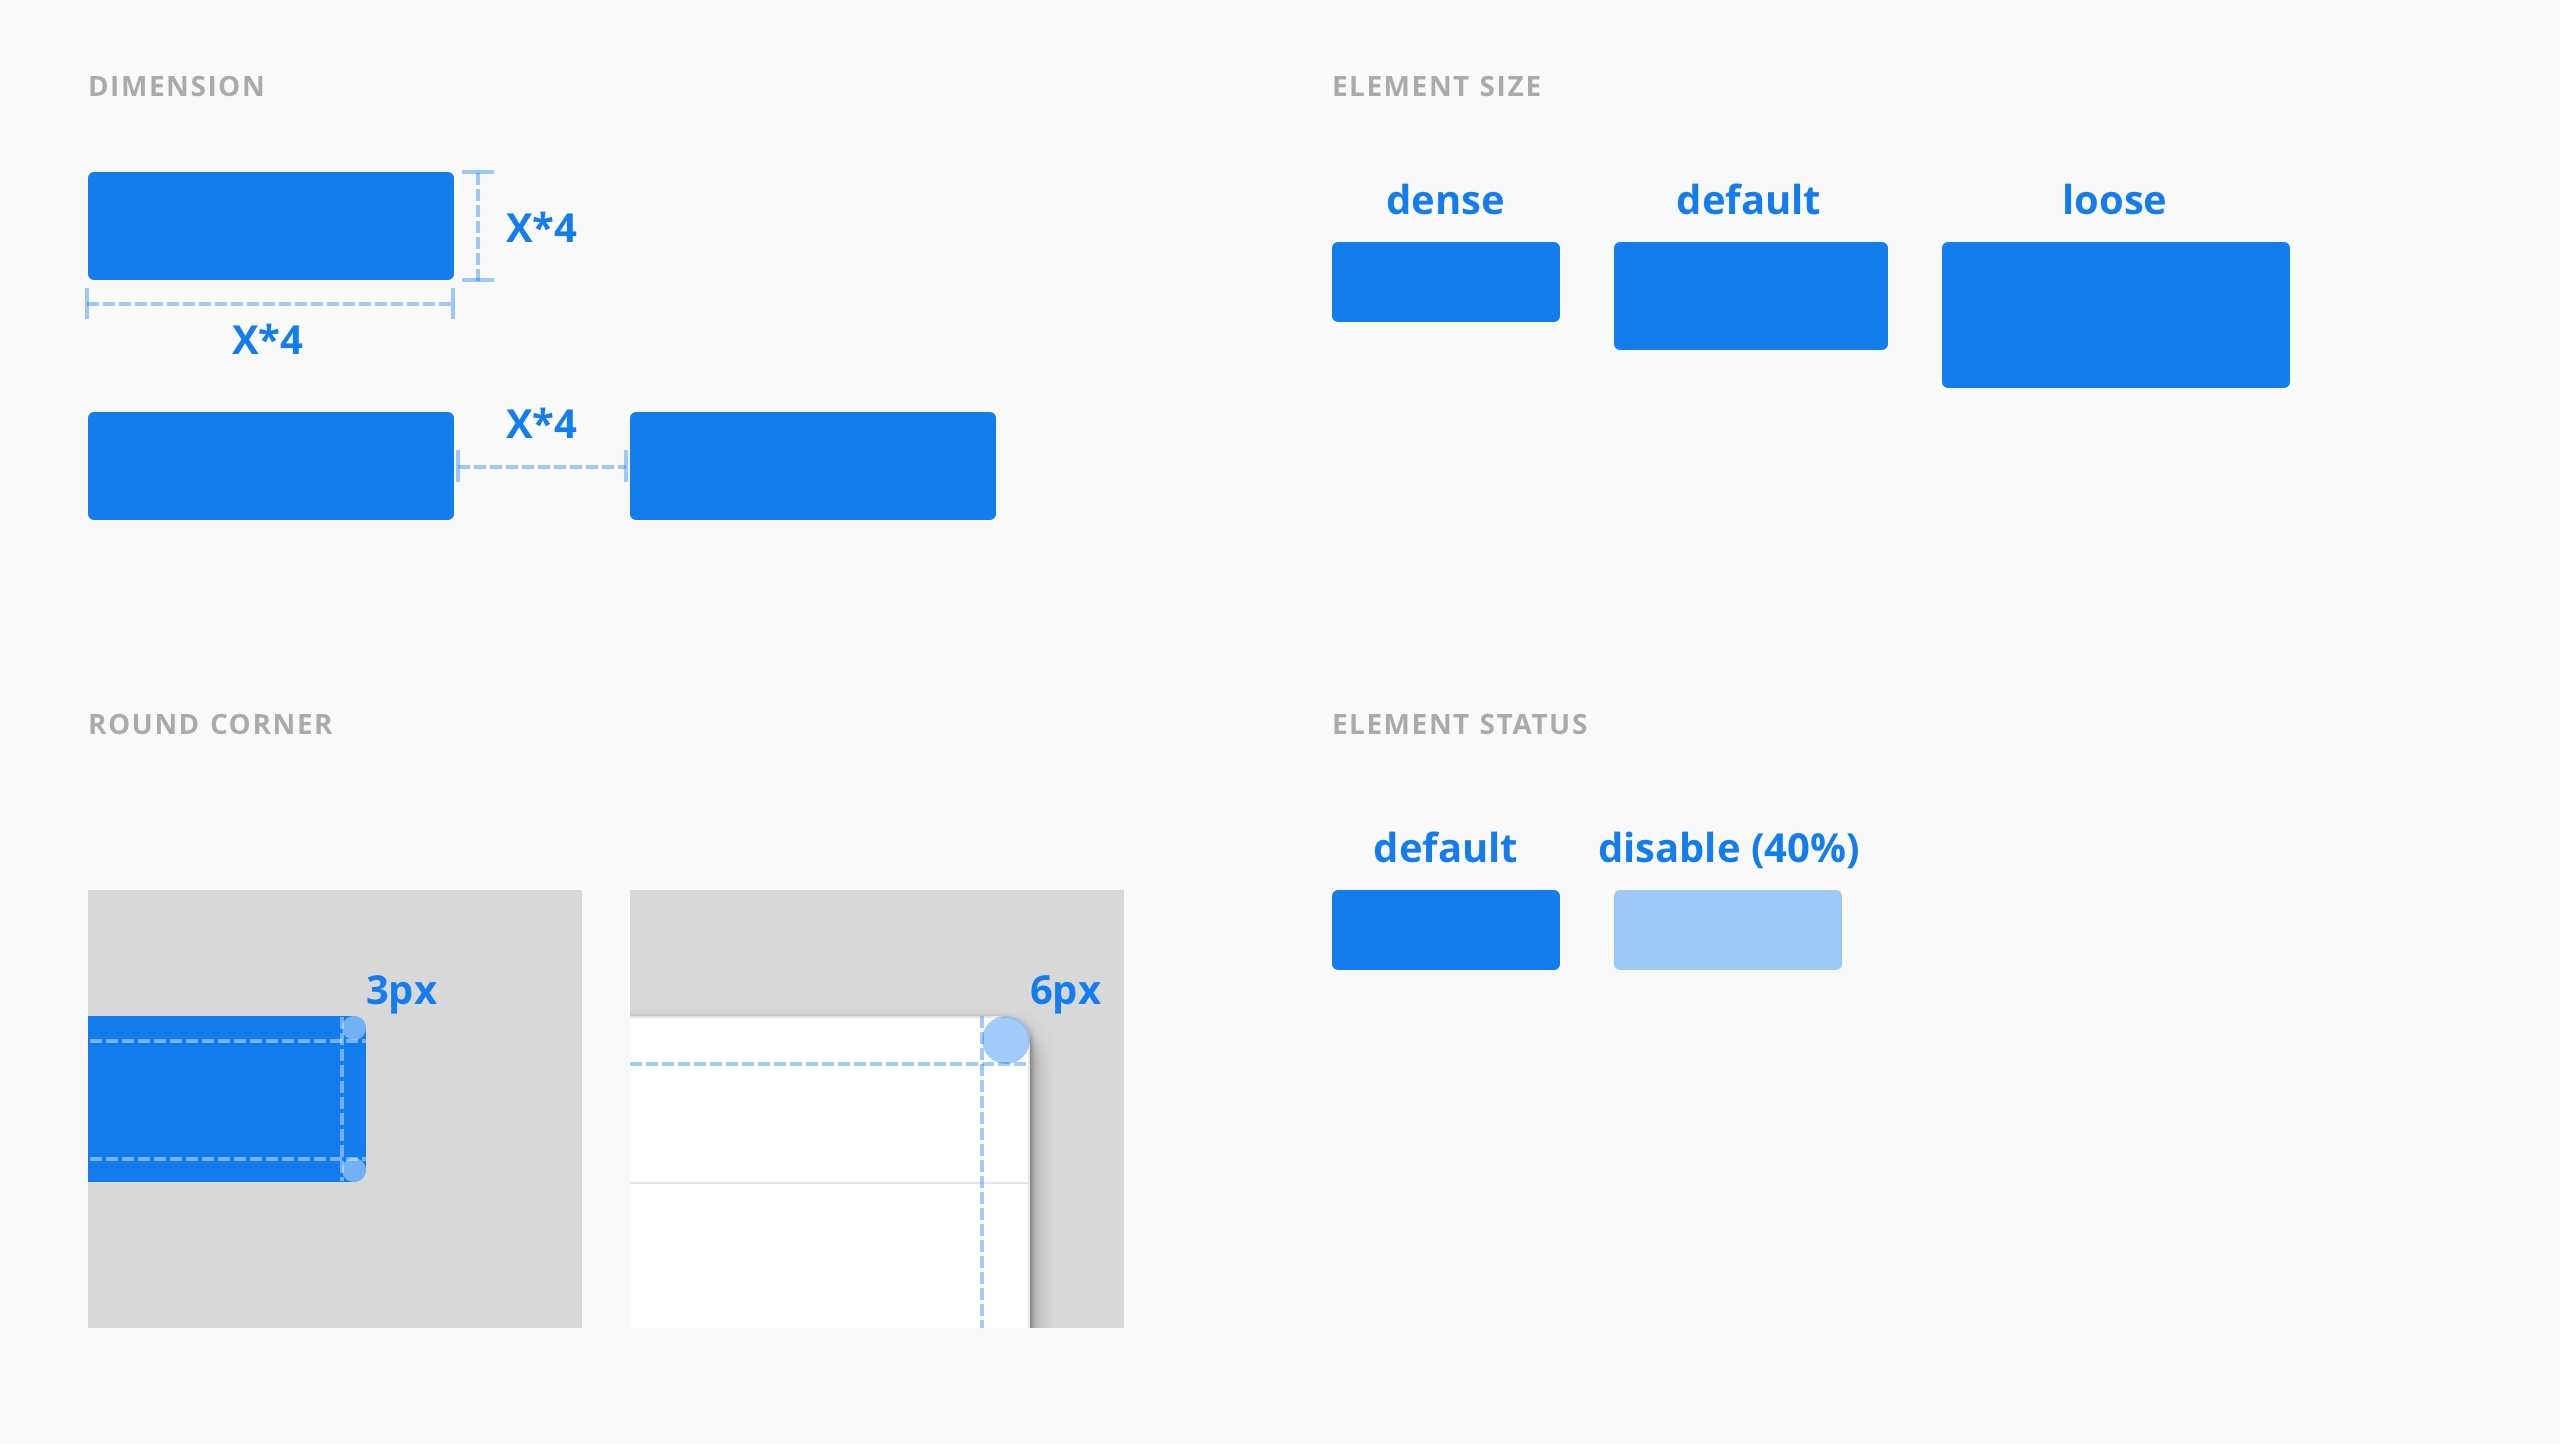 DIMENSION
X*4
X*4
X*4
ELEMENT SIZE
dense
default
loose
ROUND CORNER
3px
6px
ELEMENT STATUS
default
disable (40%)